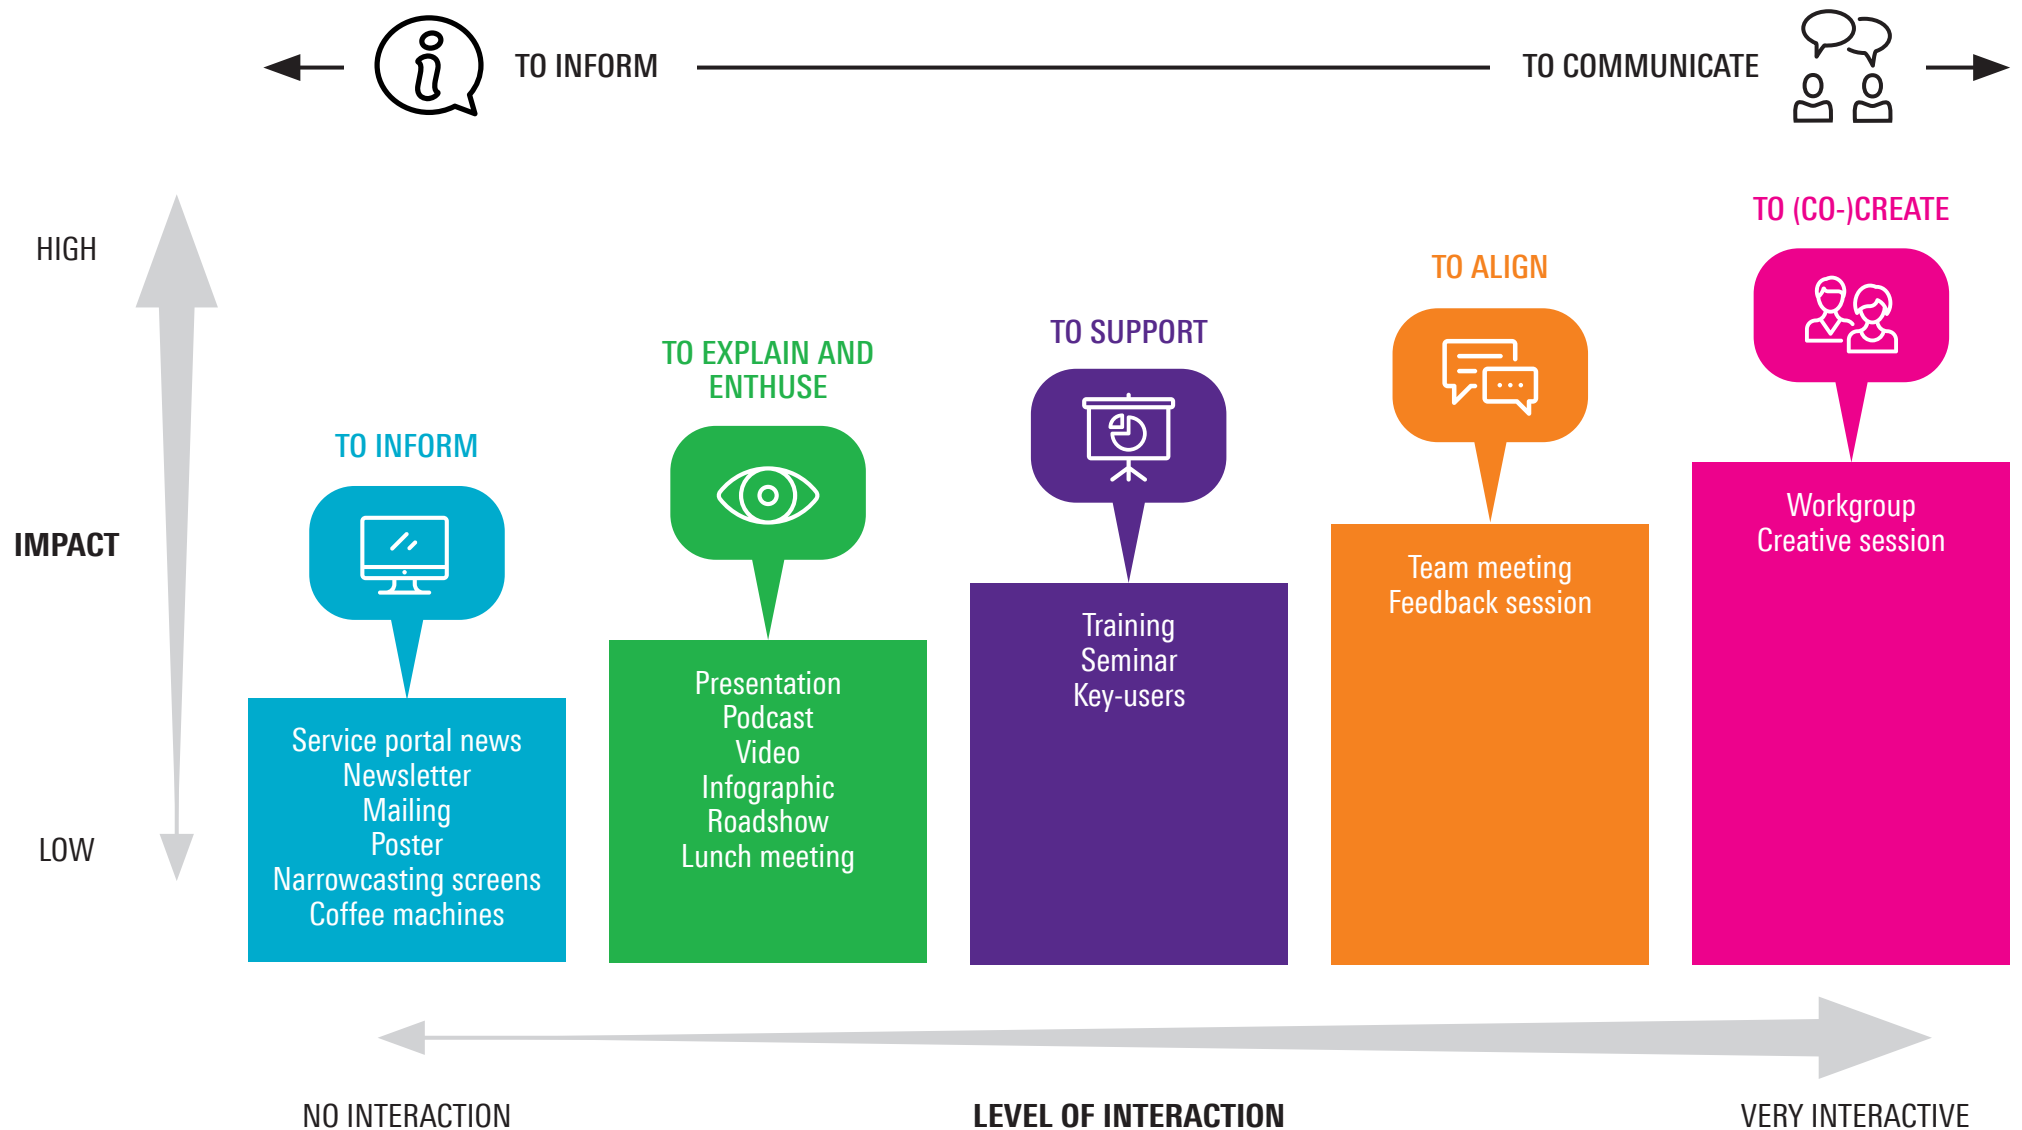 TO INFORM
TO COMMUNICATE
HIGH
IMPACT
LOW
TO INFORM
Service portal news
Newsletter
Mailing
Poster
Narrowcasting screens
Coffee machines
TO EXPLAIN AND
ENTHUSE
Presentation
Podcast
Video
Infographic
Roadshow
Lunch meeting
TO SUPPORT
Training
Seminar
Key-users
TO ALIGN
Team meeting
Feedback session
TO (CO-)CREATE
Workgroup
Creative session
NO INTERACTION
LEVEL OF INTERACTION
VERY INTERACTIVE